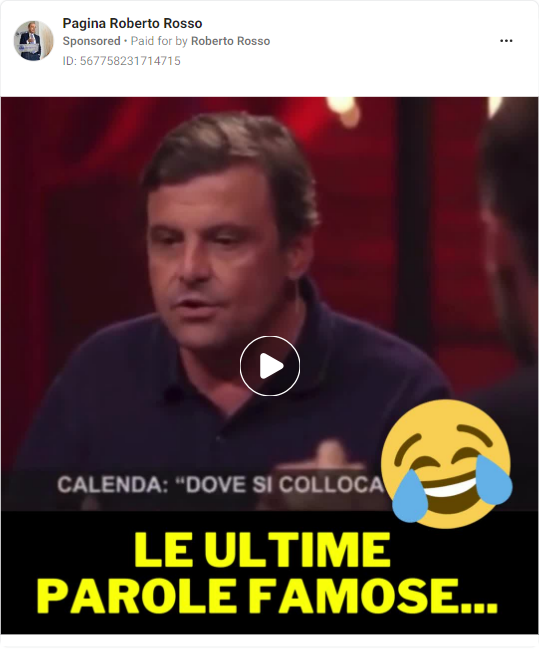 Pagina Roberto Rosso
Sponsored • Paid for by Roberto Rosso
ID: 567758231714715
CALENDA: “DOVE SI COLLOCA
LE ULTIME
PAROLE FAMOSE...